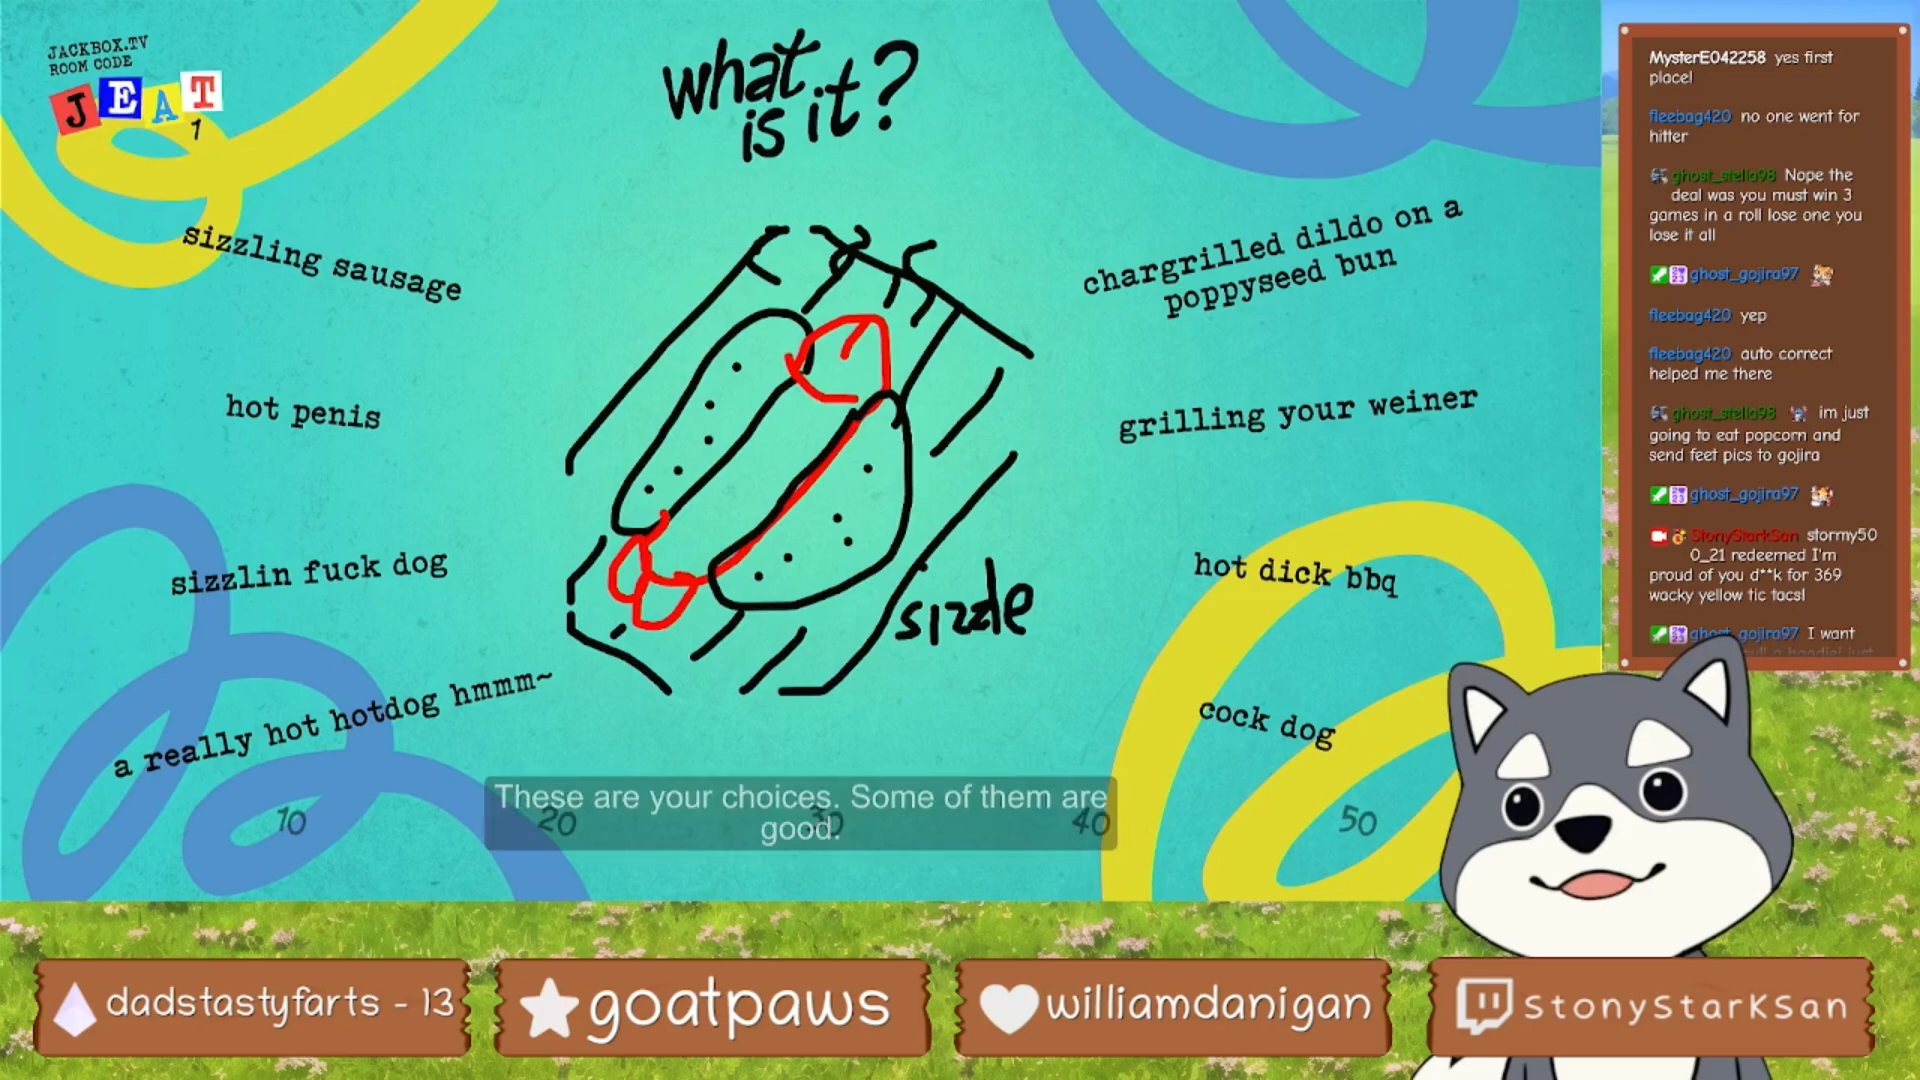 JACKBOX.TV
ROOM CODE
JEAT
1
what
is it?
sizzling sausage
hot penis
sizzlin fuck dog
a really hot hotdog hmmm~
chargrilled dildo on a
poppyseed bun
grilling your weiner
hot dick bbq
cock dog
sizzle
These are your choices. Some of them are
good.
10
20
30
40
50
MysterE042258 yes first
place!
fleebag420 no one went for
hitter
ghost_stella98 Nope the
deal was you must win 3
games in a roll lose one you
lose it all
ghost_gojira97
fleebag420 yep
fleebag420 auto correct
helped me there
ghost_stella98 im just
going to eat popcorn and
send feet pics to gojira
ghost_gojira97
StonyStarkSan stormy50
0_21 redeemed I'm
proud of you d**k for 369
wacky yellow tic tacs!
ghost_gojira97 I want
dadstastyfarts - 13
goatpaws
williamdanigan
StonyStarkSan